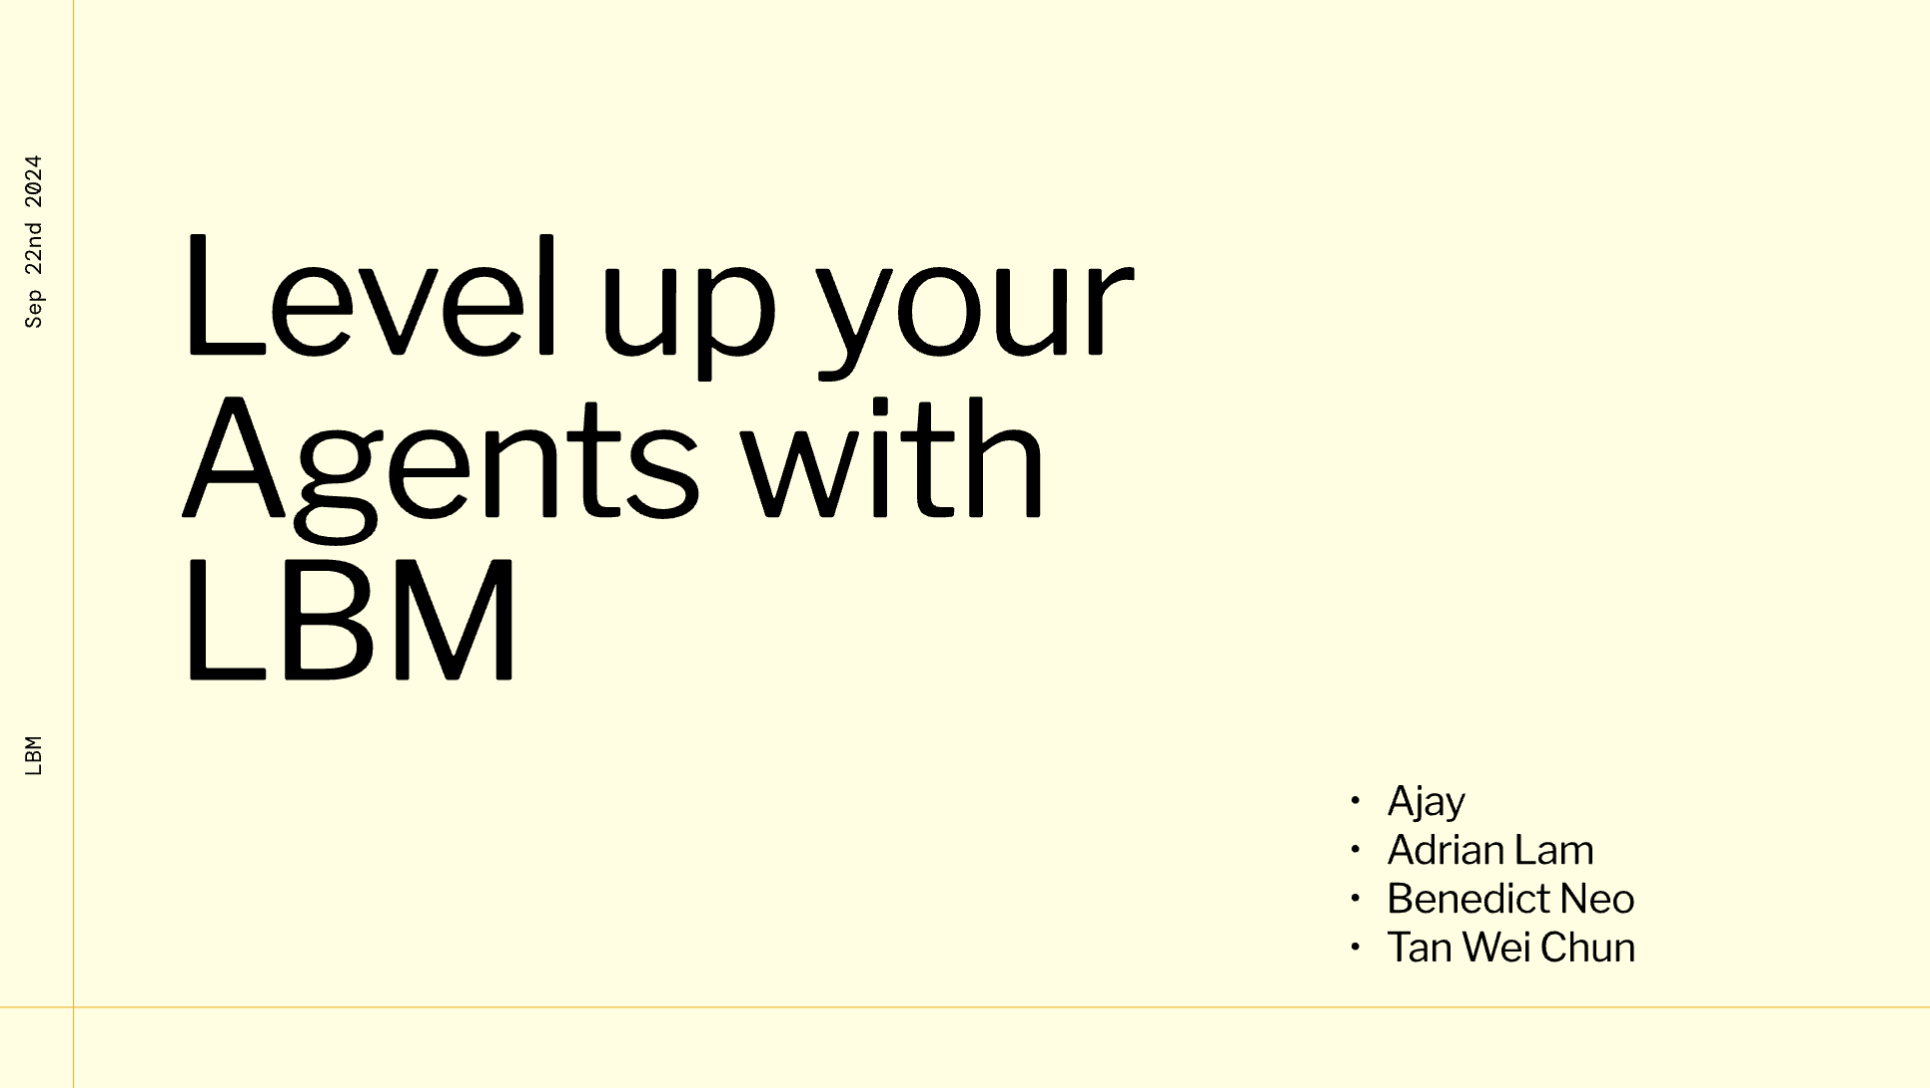 Sep 22nd 2024
Level up your
Agents with
LBM
LBM
• Ajay
• Adrian Lam
• Benedict Neo
• Tan Wei Chun